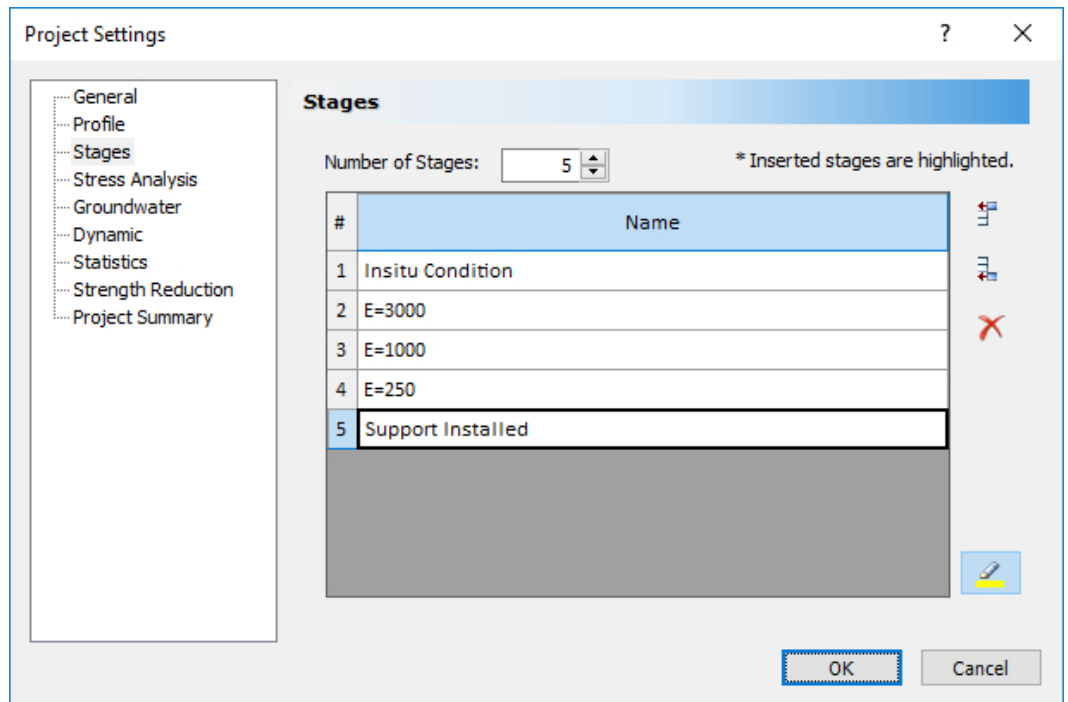 Project Settings
?
General
Profile
Stages
Stress Analysis
Groundwater
Dynamic
Statistics
Strength Reduction
Project Summary
Stages
Number of Stages: 5
* Inserted stages are highlighted.
# Name
1 Insitu Condition
2 E=3000
3 E=1000
4 E=250
5 Support Installed
OK Cancel